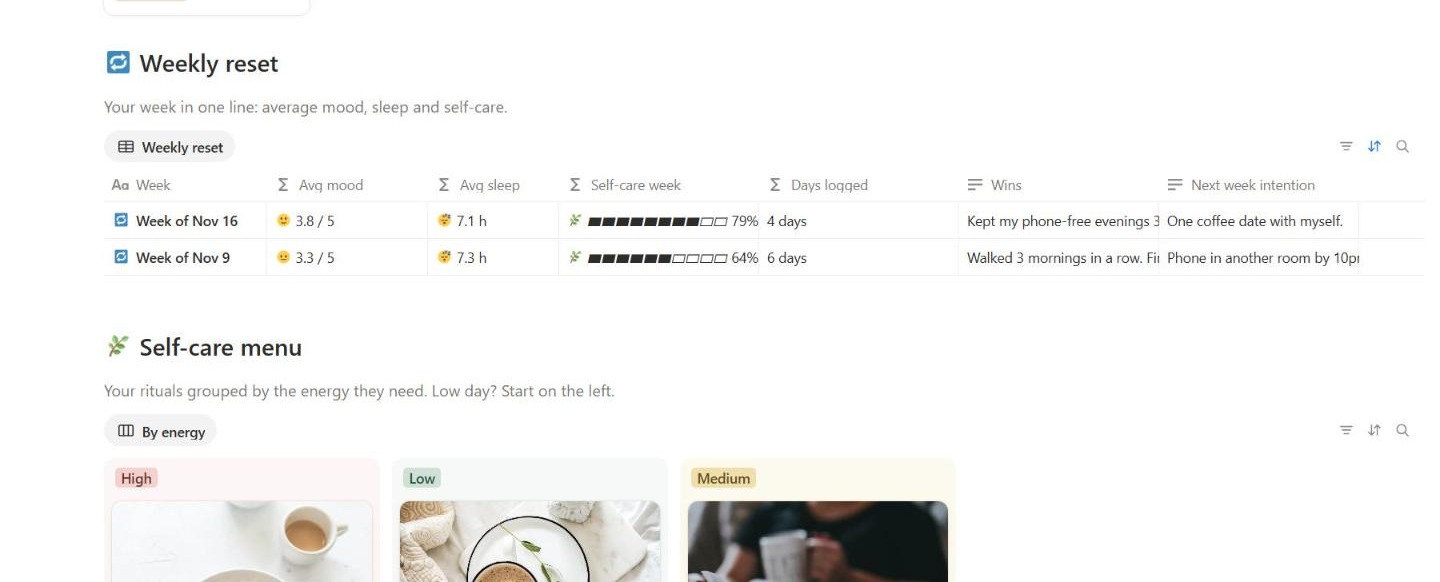 Weekly reset
Your week in one line: average mood, sleep and self-care.
Weekly reset
Aa Week Σ Avg mood Σ Avg sleep Σ Self-care week Σ Days logged Wins Next week intention
Week of Nov 16 3.8 / 5 7.1 h 79% 4 days Kept my phone-free evenings 3 One coffee date with myself.
Week of Nov 9 3.3 / 5 7.3 h 64% 6 days Walked 3 mornings in a row. Phone in another room by
Self-care menu
Your rituals grouped by the energy they need. Low day? Start on the left.
By energy
High Low Medium